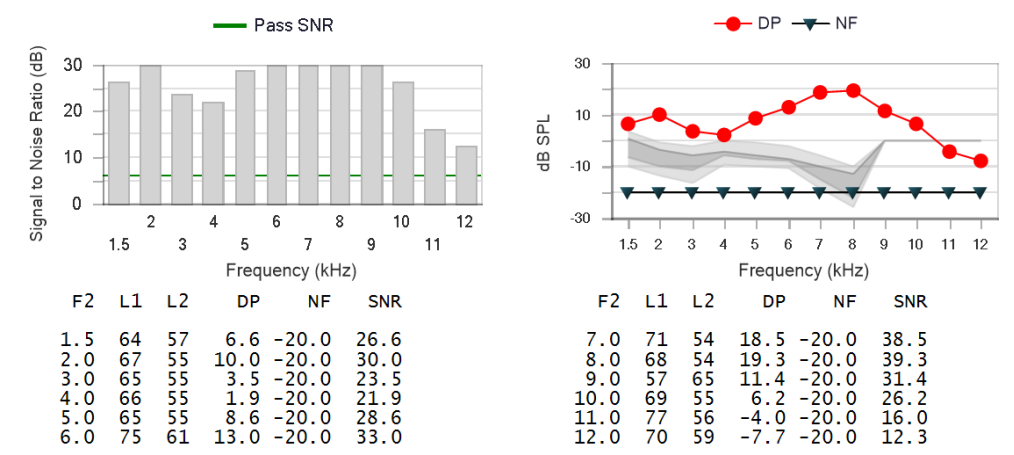 Pass SNR
Signal to Noise Ratio (dB)
30
20
10
0
2 4 6 8 10 12
1.5 3 5 7 9 11
Frequency (kHz)
DP NF
dB SPL
30
10
-10
-30
1.5 2 3 4 5 6 7 8 9 10 11 12
Frequency (kHz)
F2 L1 L2 DP NF SNR
1.5 64 57 6.6 -20.0 26.6
2.0 67 55 10.0 -20.0 30.0
3.0 65 55 3.5 -20.0 23.5
4.0 66 55 1.9 -20.0 21.9
5.0 65 55 8.6 -20.0 28.6
6.0 75 61 13.0 -20.0 33.0
F2 L1 L2 DP NF SNR
7.0 71 54 18.5 -20.0 38.5
8.0 68 54 19.3 -20.0 39.3
9.0 57 65 11.4 -20.0 31.4
10.0 69 55 6.2 -20.0 26.2
11.0 77 56 -4.0 -20.0 16.0
12.0 70 59 -7.7 -20.0 12.3